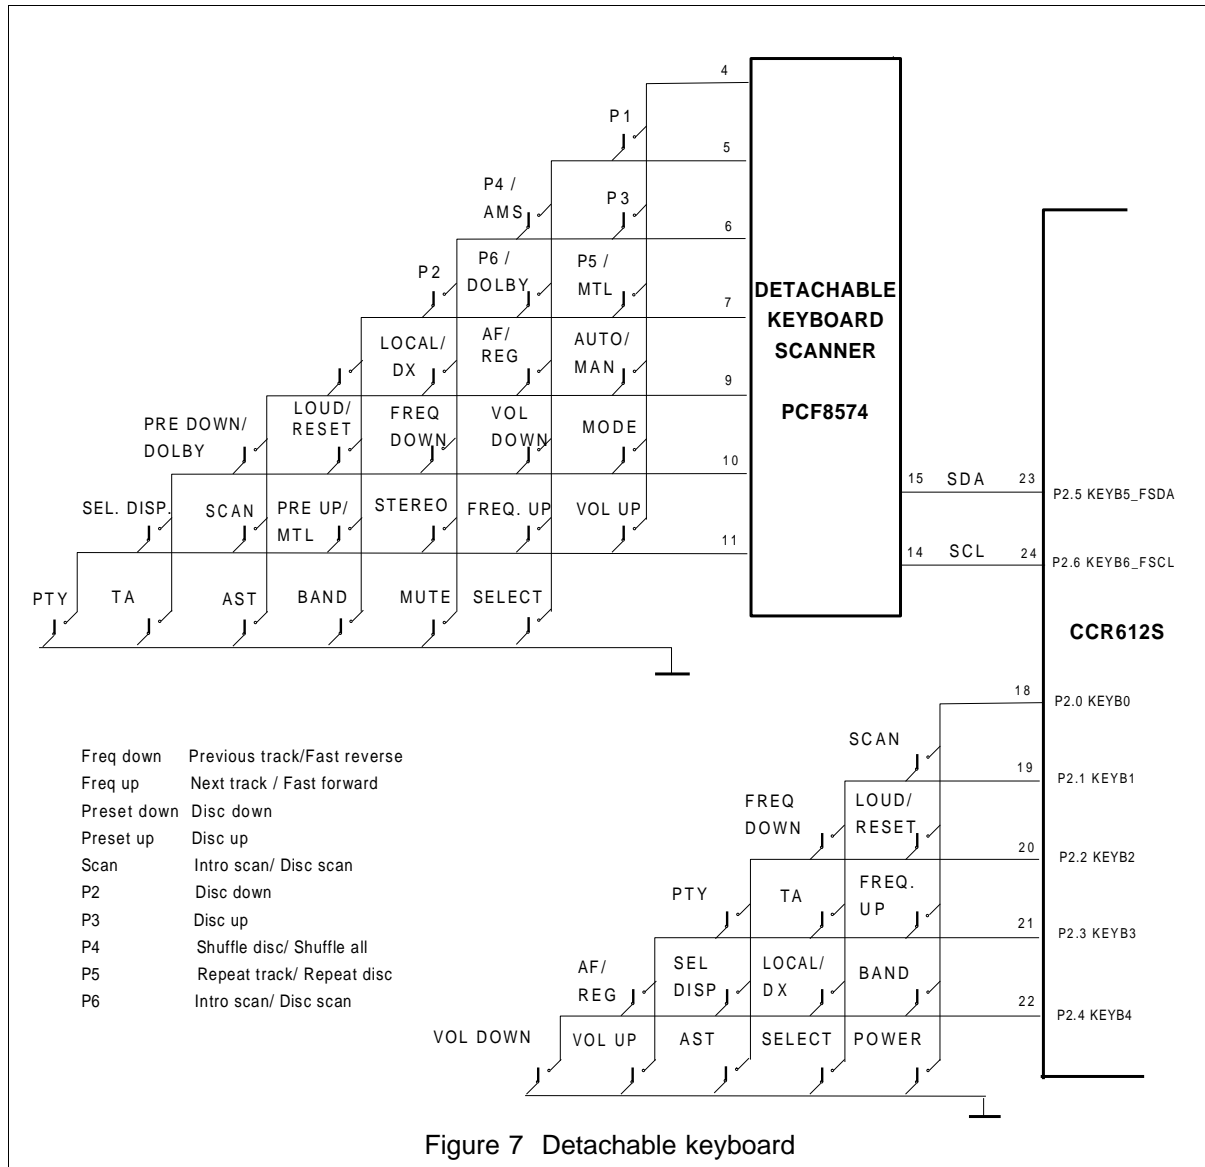 4
P1
5
P4 /
AMS
P3
6
P2
P6 /
DOLBY
P5 /
MTL
7
LOCAL/
DX
AF/
REG
AUTO/
MAN
9
PRE DOWN/
DOLBY
LOUD/
RESET
FREQ
DOWN
VOL
DOWN
MODE
10
SEL. DISP.
SCAN
PRE UP/
MTL
STEREO
FREQ. UP
VOL UP
11
PTY
TA
AST
BAND
MUTE
SELECT
DETACHABLE
KEYBOARD
SCANNER
PCF8574
15 SDA 23
P2.5 KEYB5_FSDA
14 SCL 24
P2.6 KEYB6_FSCL
CCR612S
18
P2.0 KEYB0
SCAN
19
P2.1 KEYB1
FREQ
DOWN
LOUD/
RESET
20
P2.2 KEYB2
PTY
TA
FREQ.
UP
21
P2.3 KEYB3
AF/
REG
SEL
DISP
LOCAL/
DX
BAND
22
P2.4 KEYB4
VOL DOWN
VOL UP
AST
SELECT
POWER
Freq down Previous track/Fast reverse
Freq up Next track / Fast forward
Preset down Disc down
Preset up Disc up
Scan Intro scan/ Disc scan
P2 Disc down
P3 Disc up
P4 Shuffle disc/ Shuffle all
P5 Repeat track/ Repeat disc
P6 Intro scan/ Disc scan
Figure 7 Detachable keyboard